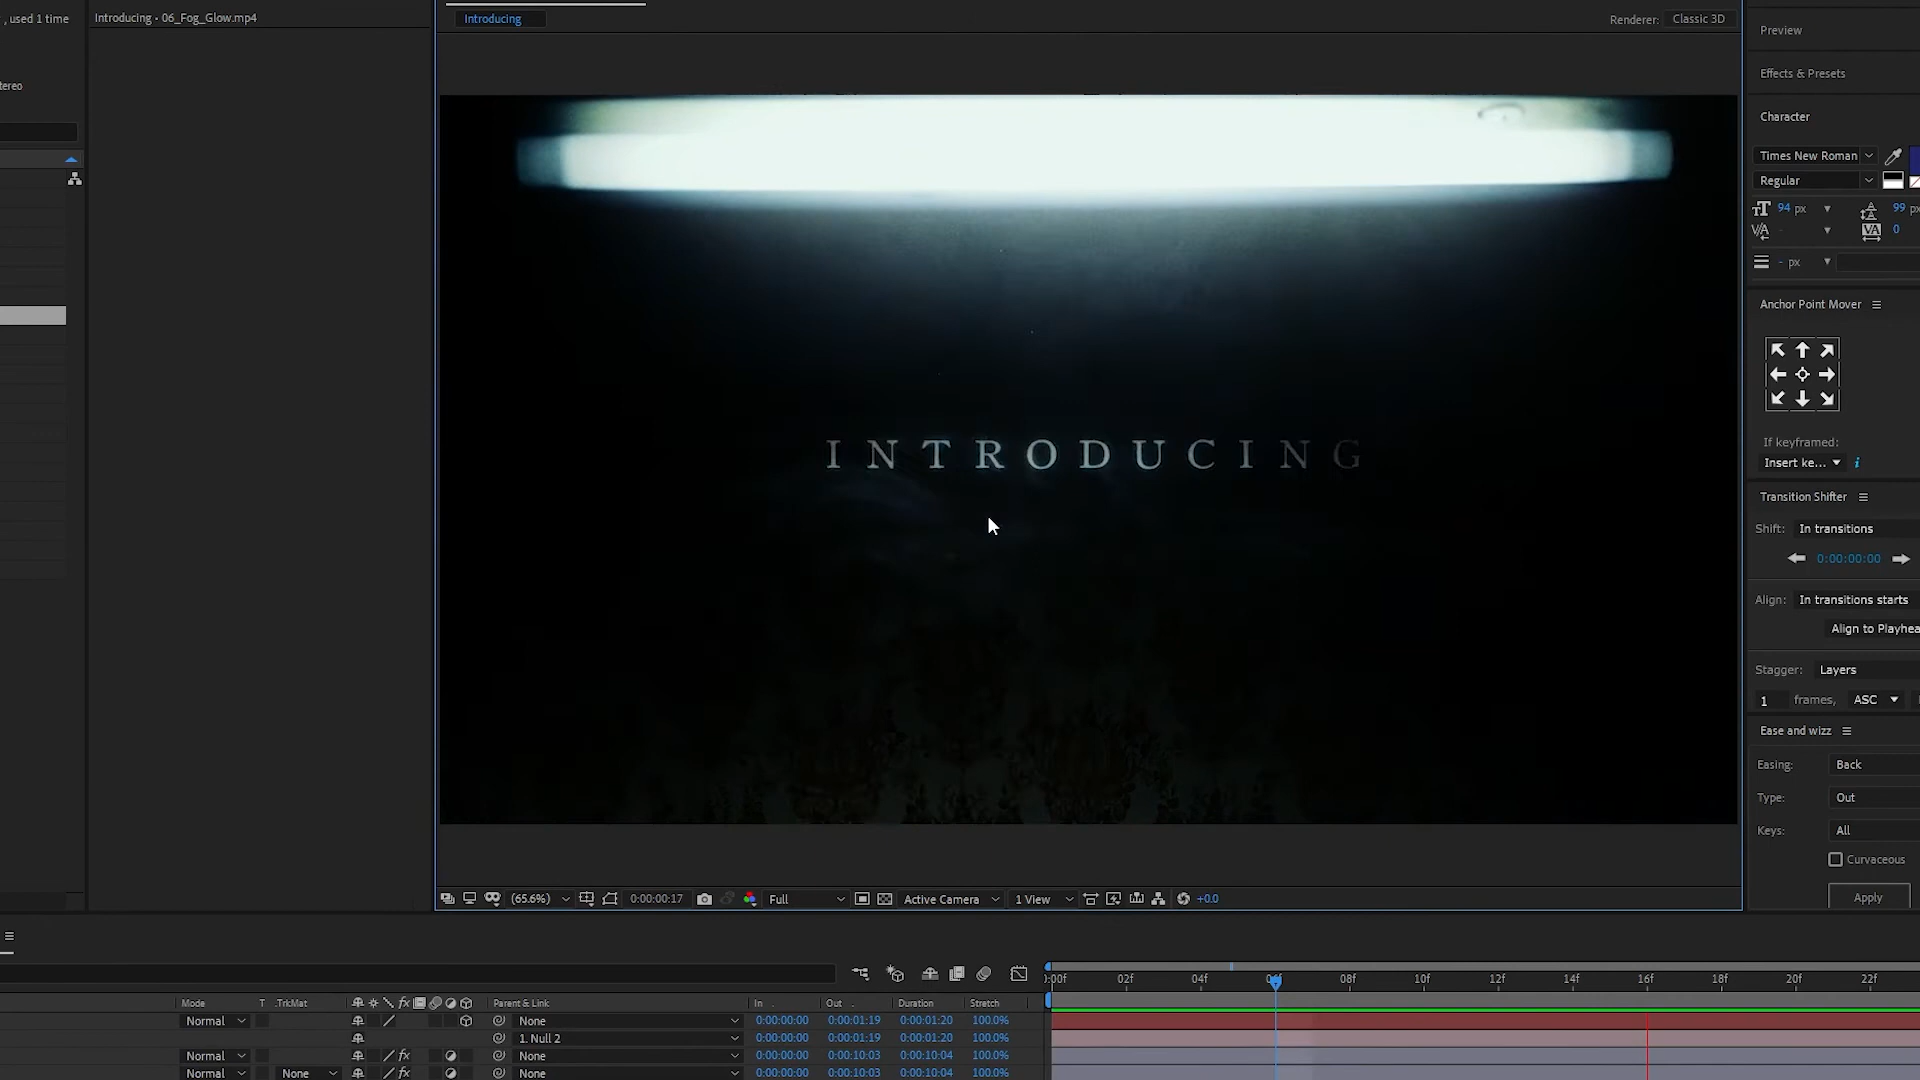 , used 1 time
Introducing • 06_Fog_Glow.mp4
Introducing
Renderer: Classic 3D
Preview
tereo
Effects & Presets
Character
Times New Roman
Regular
94 px
99 px
0
- px
Anchor Point Mover
INTRODUCING
If keyframed:
Insert ke...
Transition Shifter
Shift: In transitions
0:00:00:00
Align: In transitions starts
Align to Playhea
Stagger: Layers
1 frames, ASC
Ease and wizz
Easing: Back
Type: Out
Keys: All
Curvaceous
Apply
(65.6%) 0:00:00:17 Full Active Camera 1 View +0.0
:00f 02f 04f 06f 08f 10f 12f 14f 16f 18f 20f 22f
Mode T .TrkMat fx Parent & Link In Out Duration Stretch
Normal None 0:00:00:00 0:00:01:19 0:00:01:20 100.0%
1. Null 2 0:00:00:00 0:00:01:19 0:00:01:20 100.0%
Normal fx None 0:00:00:00 0:00:10:03 0:00:10:04 100.0%
Normal None fx None 0:00:00:00 0:00:10:03 0:00:10:04 100.0%